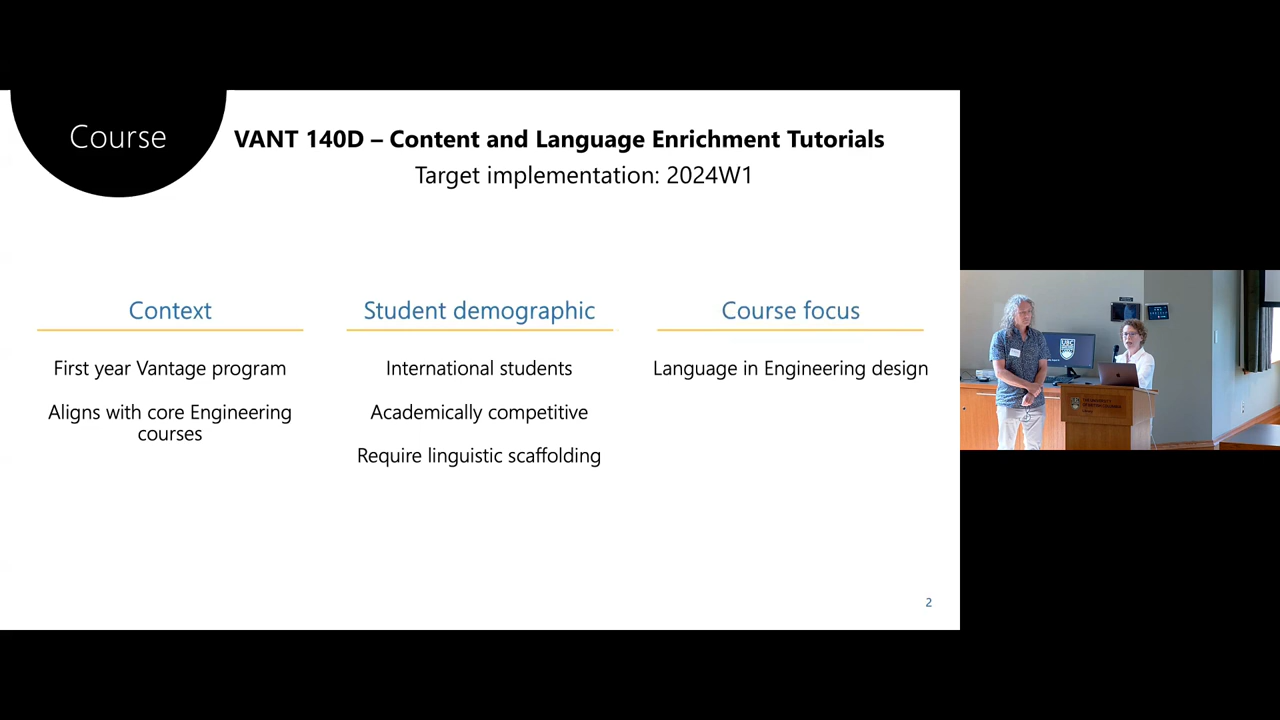 Course
VANT 140D – Content and Language Enrichment Tutorials
Target implementation: 2024W1
Context
First year Vantage program
Aligns with core Engineering
courses
Student demographic
International students
Academically competitive
Require linguistic scaffolding
Course focus
Language in Engineering design
2
UBC